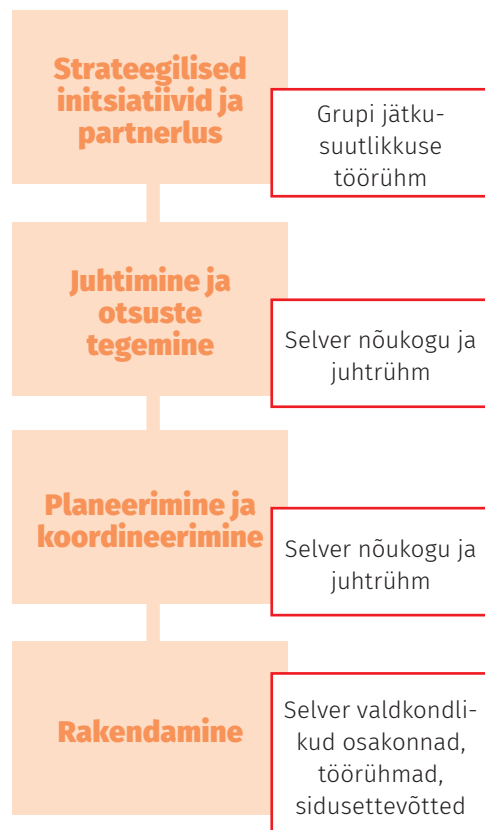 Strateegilised
initsiatiivid ja
partnerlus
Grupi jätku-
suutlikkuse
töörühm
Juhtimine ja
otsuste
tegemine
Selver nõukogu ja
juhtrühm
Planeerimine ja
koordineerimine
Selver nõukogu ja
juhtrühm
Rakendamine
Selver valdkondli-
kud osakonnad,
töörühmad,
sidusettevõtted